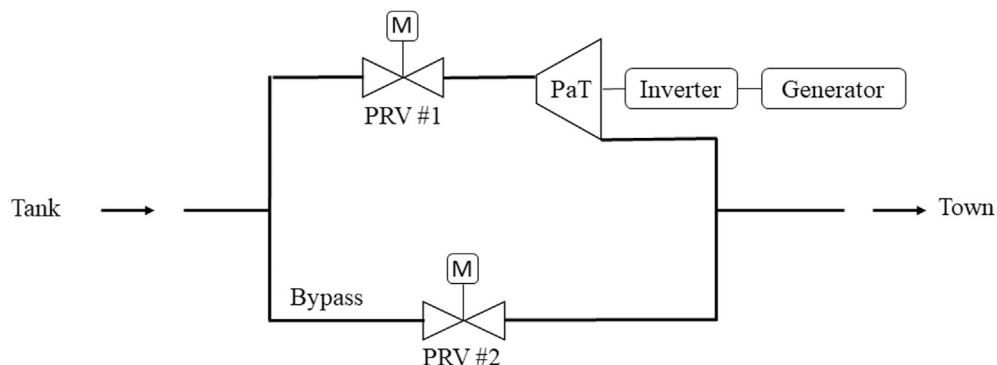 M
PRV #1
PaT
Inverter
Generator
Tank
Town
Bypass
M
PRV #2